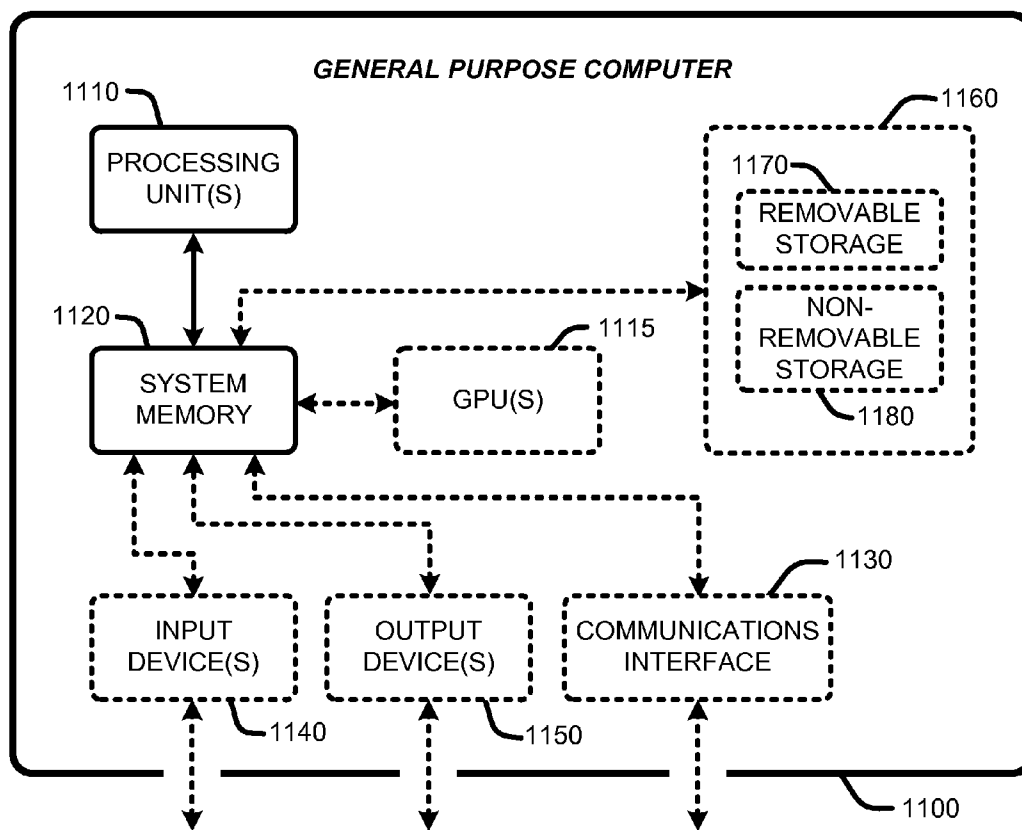 GENERAL PURPOSE COMPUTER
1110
PROCESSING
UNIT(S)
1160
1170
REMOVABLE
STORAGE
NON-
REMOVABLE
STORAGE
1180
1120
SYSTEM
MEMORY
1115
GPU(S)
1130
INPUT
DEVICE(S)
1140
OUTPUT
DEVICE(S)
1150
COMMUNICATIONS
INTERFACE
1100